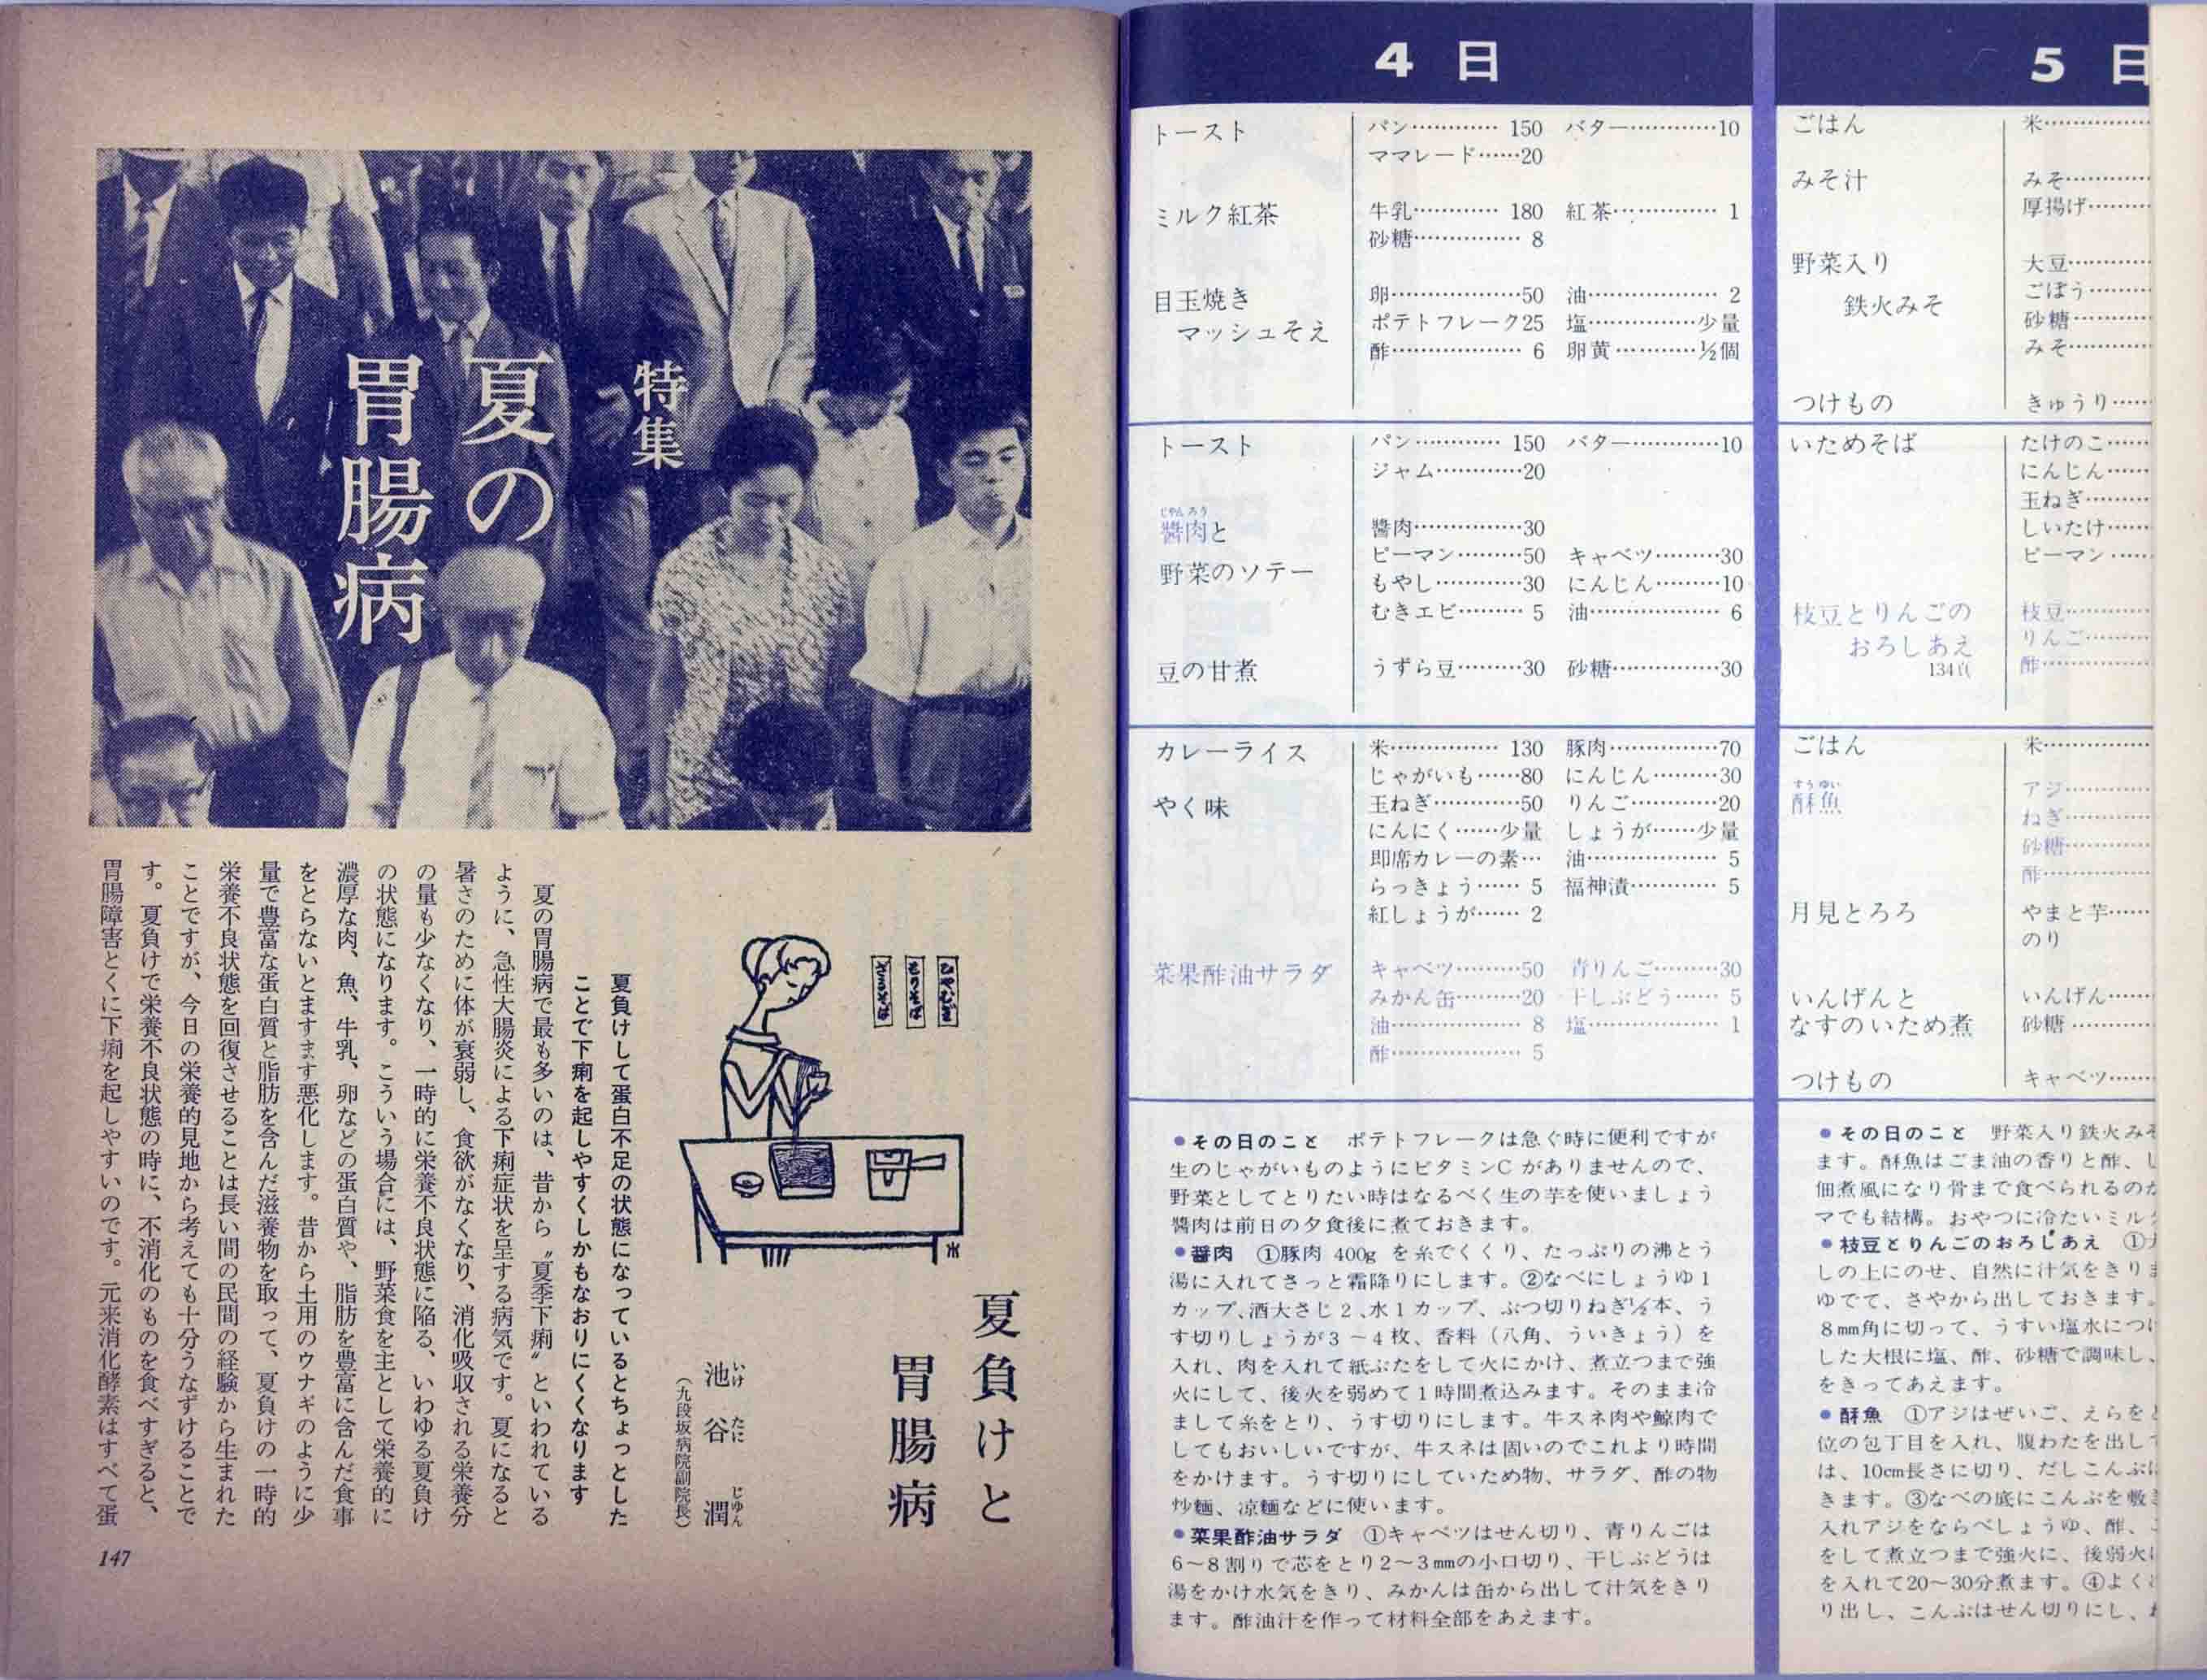 特集
夏の
胃腸病
ひやむぎ
もりそば
ざるそば
夏負けと
胃腸病
池谷 潤
いけ たに じゆん
(九段坂病院副院長)
夏負けして蛋白不足の状態になっているとちょっとした
ことで下痢を起しやすくしかもなおりにくくなります
夏の胃腸病で最も多いのは、昔から〝夏季下痢〟といわれている
ように、急性大腸炎による下痢症状を呈する病気です。夏になると
暑さのために体が衰弱し、食欲がなくなり、消化吸収される栄養分
の量も少なくなり、一時的に栄養不良状態に陥る、いわゆる夏負け
の状態になります。こういう場合には、野菜食を主として栄養的に
濃厚な肉、魚、牛乳、卵などの蛋白質や、脂肪を豊富に含んだ食事
をとらないとますます悪化します。昔から土用のウナギのように少
量で豊富な蛋白質と脂肪を含んだ滋養物を取って、夏負けの一時的
栄養不良状態を回復させることは長い間の民間の経験から生まれた
ことですが、今日の栄養的見地から考えても十分うなずけることで
す。夏負けで栄養不良状態の時に、不消化のものを食べすぎると、
胃腸障害とくに下痢を起しやすいのです。元来消化酵素はすべて蛋
147
4 日
トースト
パン………… 150 バター…………10
ママレード……20
ミルク紅茶
牛乳………… 180 紅茶…………… 1
砂糖…………… 8
目玉焼き
マッシュそえ
卵………………50 油……………… 2
ポテトフレーク25 塩……………少量
酢……………… 6 卵黄…………½個
トースト
パン………… 150 バター…………10
ジャム…………20
じやんろう
醬肉と
野菜のソテー
醬肉……………30
ピーマン………50 キャベツ………30
もやし…………30 にんじん………10
むきエビ……… 5 油……………… 6
豆の甘煮
うずら豆………30 砂糖……………30
カレーライス
やく味
米…………… 130 豚肉……………70
じゃがいも……80 にんじん………30
玉ねぎ…………50 りんご…………20
にんにく……少量 しょうが……少量
即席カレーの素… 油……………… 5
らっきょう…… 5 福神漬………… 5
紅しょうが…… 2
菜果酢油サラダ
キャベツ………50 青りんご………30
みかん缶………20 干しぶどう…… 5
油……………… 8 塩……………… 1
酢……………… 5
●その日のこと ポテトフレークは急ぐ時に便利ですが
生のじゃがいものようにビタミンC がありませんので、
野菜としてとりたい時はなるべく生の芋を使いましょう
醬肉は前日の夕食後に煮ておきます。
●醬肉 ①豚肉 400g を糸でくくり、たっぷりの沸とう
湯に入れてさっと霜降りにします。②なべにしょうゆ1
カップ、酒大さじ2、水1カップ、ぶつ切りねぎ½本、う
す切りしょうが3～4枚、香料（八角、ういきょう）を
入れ、肉を入れて紙ぶたをして火にかけ、煮立つまで強
火にして、後火を弱めて1時間煮込みます。そのまま冷
まして糸をとり、うす切りにします。牛スネ肉や鯨肉で
してもおいしいですが、牛スネは固いのでこれより時間
をかけます。うす切りにしていため物、サラダ、酢の物
炒麺、凉麺などに使います。
●菜果酢油サラダ ①キャベツはせん切り、青りんごは
6～8割りで芯をとり2～3mmの小口切り、干しぶどうは
湯をかけ水気をきり、みかんは缶から出して汁気をきり
ます。酢油汁を作って材料全部をあえます。
5 日
ごはん
米…………
みそ汁
みそ…………
厚揚げ………
野菜入り
鉄火みそ
大豆…………
ごぼう………
砂糖…………
みそ…………
つけもの
きゅうり……
いためそば
たけのこ……
にんじん……
玉ねぎ………
しいたけ……
ピーマン……
枝豆とりんごの
おろしあえ
枝豆…………
りんご………
酢……………
ごはん
米……………
すうゆい
酥魚
アジ…………
ねぎ…………
砂糖…………
酢……………
月見とろろ
やまと芋……
のり
いんげんと
なすのいため煮
いんげん……
砂糖…………
つけもの
キャベツ……
●その日のこと 野菜入り鉄火みそ
ます。酥魚はごま油の香りと酢、し
佃煮風になり骨まで食べられるのが
マでも結構。おやつに冷たいミルク
●枝豆とりんごのおろしあえ ①大
しの上にのせ、自然に汁気をきりま
ゆでて、さやから出しておきます。
8mm角に切って、うすい塩水につけ
した大根に塩、酢、砂糖で調味し、
をきってあえます。
●酥魚 ①アジはぜいご、えらをと
位の包丁目を入れ、腹わたを出して
は、10cm長さに切り、だしこんぶは
きます。③なべの底にこんぶを敷き
入れアジをならべしょうゆ、酢、
をして煮立つまで強火に、後弱火に
を入れて20～30分煮ます。④よく
り出し、こんぶはせん切りにし、